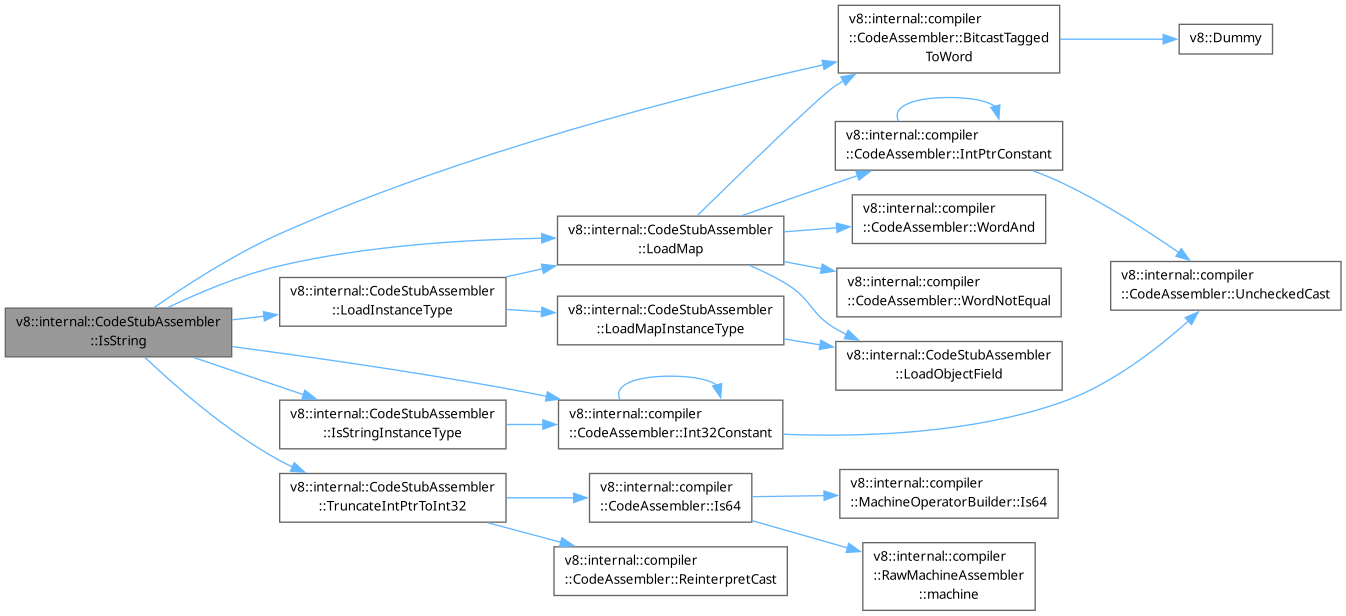 v8::internal::CodeStubAssembler
::IsString
v8::internal::compiler
::CodeAssembler::BitcastTagged
ToWord
v8::Dummy
v8::internal::CodeStubAssembler
::LoadMap
v8::internal::compiler
::CodeAssembler::IntPtrConstant
v8::internal::compiler
::CodeAssembler::UncheckedCast
v8::internal::compiler
::CodeAssembler::WordAnd
v8::internal::compiler
::CodeAssembler::WordNotEqual
v8::internal::CodeStubAssembler
::LoadObjectField
v8::internal::CodeStubAssembler
::LoadInstanceType
v8::internal::CodeStubAssembler
::LoadMapInstanceType
v8::internal::compiler
::CodeAssembler::Int32Constant
v8::internal::CodeStubAssembler
::IsStringInstanceType
v8::internal::CodeStubAssembler
::TruncateIntPtrToInt32
v8::internal::compiler
::CodeAssembler::Is64
v8::internal::compiler
::MachineOperatorBuilder::Is64
v8::internal::compiler
::RawMachineAssembler
::machine
v8::internal::compiler
::CodeAssembler::ReinterpretCast